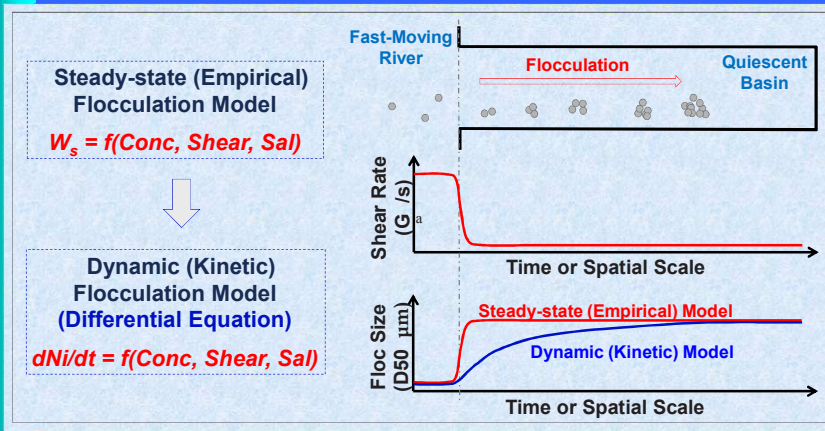 Steady-state (Empirical)
Flocculation Model
W_s = f(Conc, Shear, Sal)
Dynamic (Kinetic)
Flocculation Model
(Differential Equation)
dNi/dt = f(Conc, Shear, Sal)
Fast-Moving
River
Flocculation
Quiescent
Basin
Shear Rate
(G a /s)
Time or Spatial Scale
Floc Size
(D50 μm)
Steady-state (Empirical) Model
Dynamic (Kinetic) Model
Time or Spatial Scale